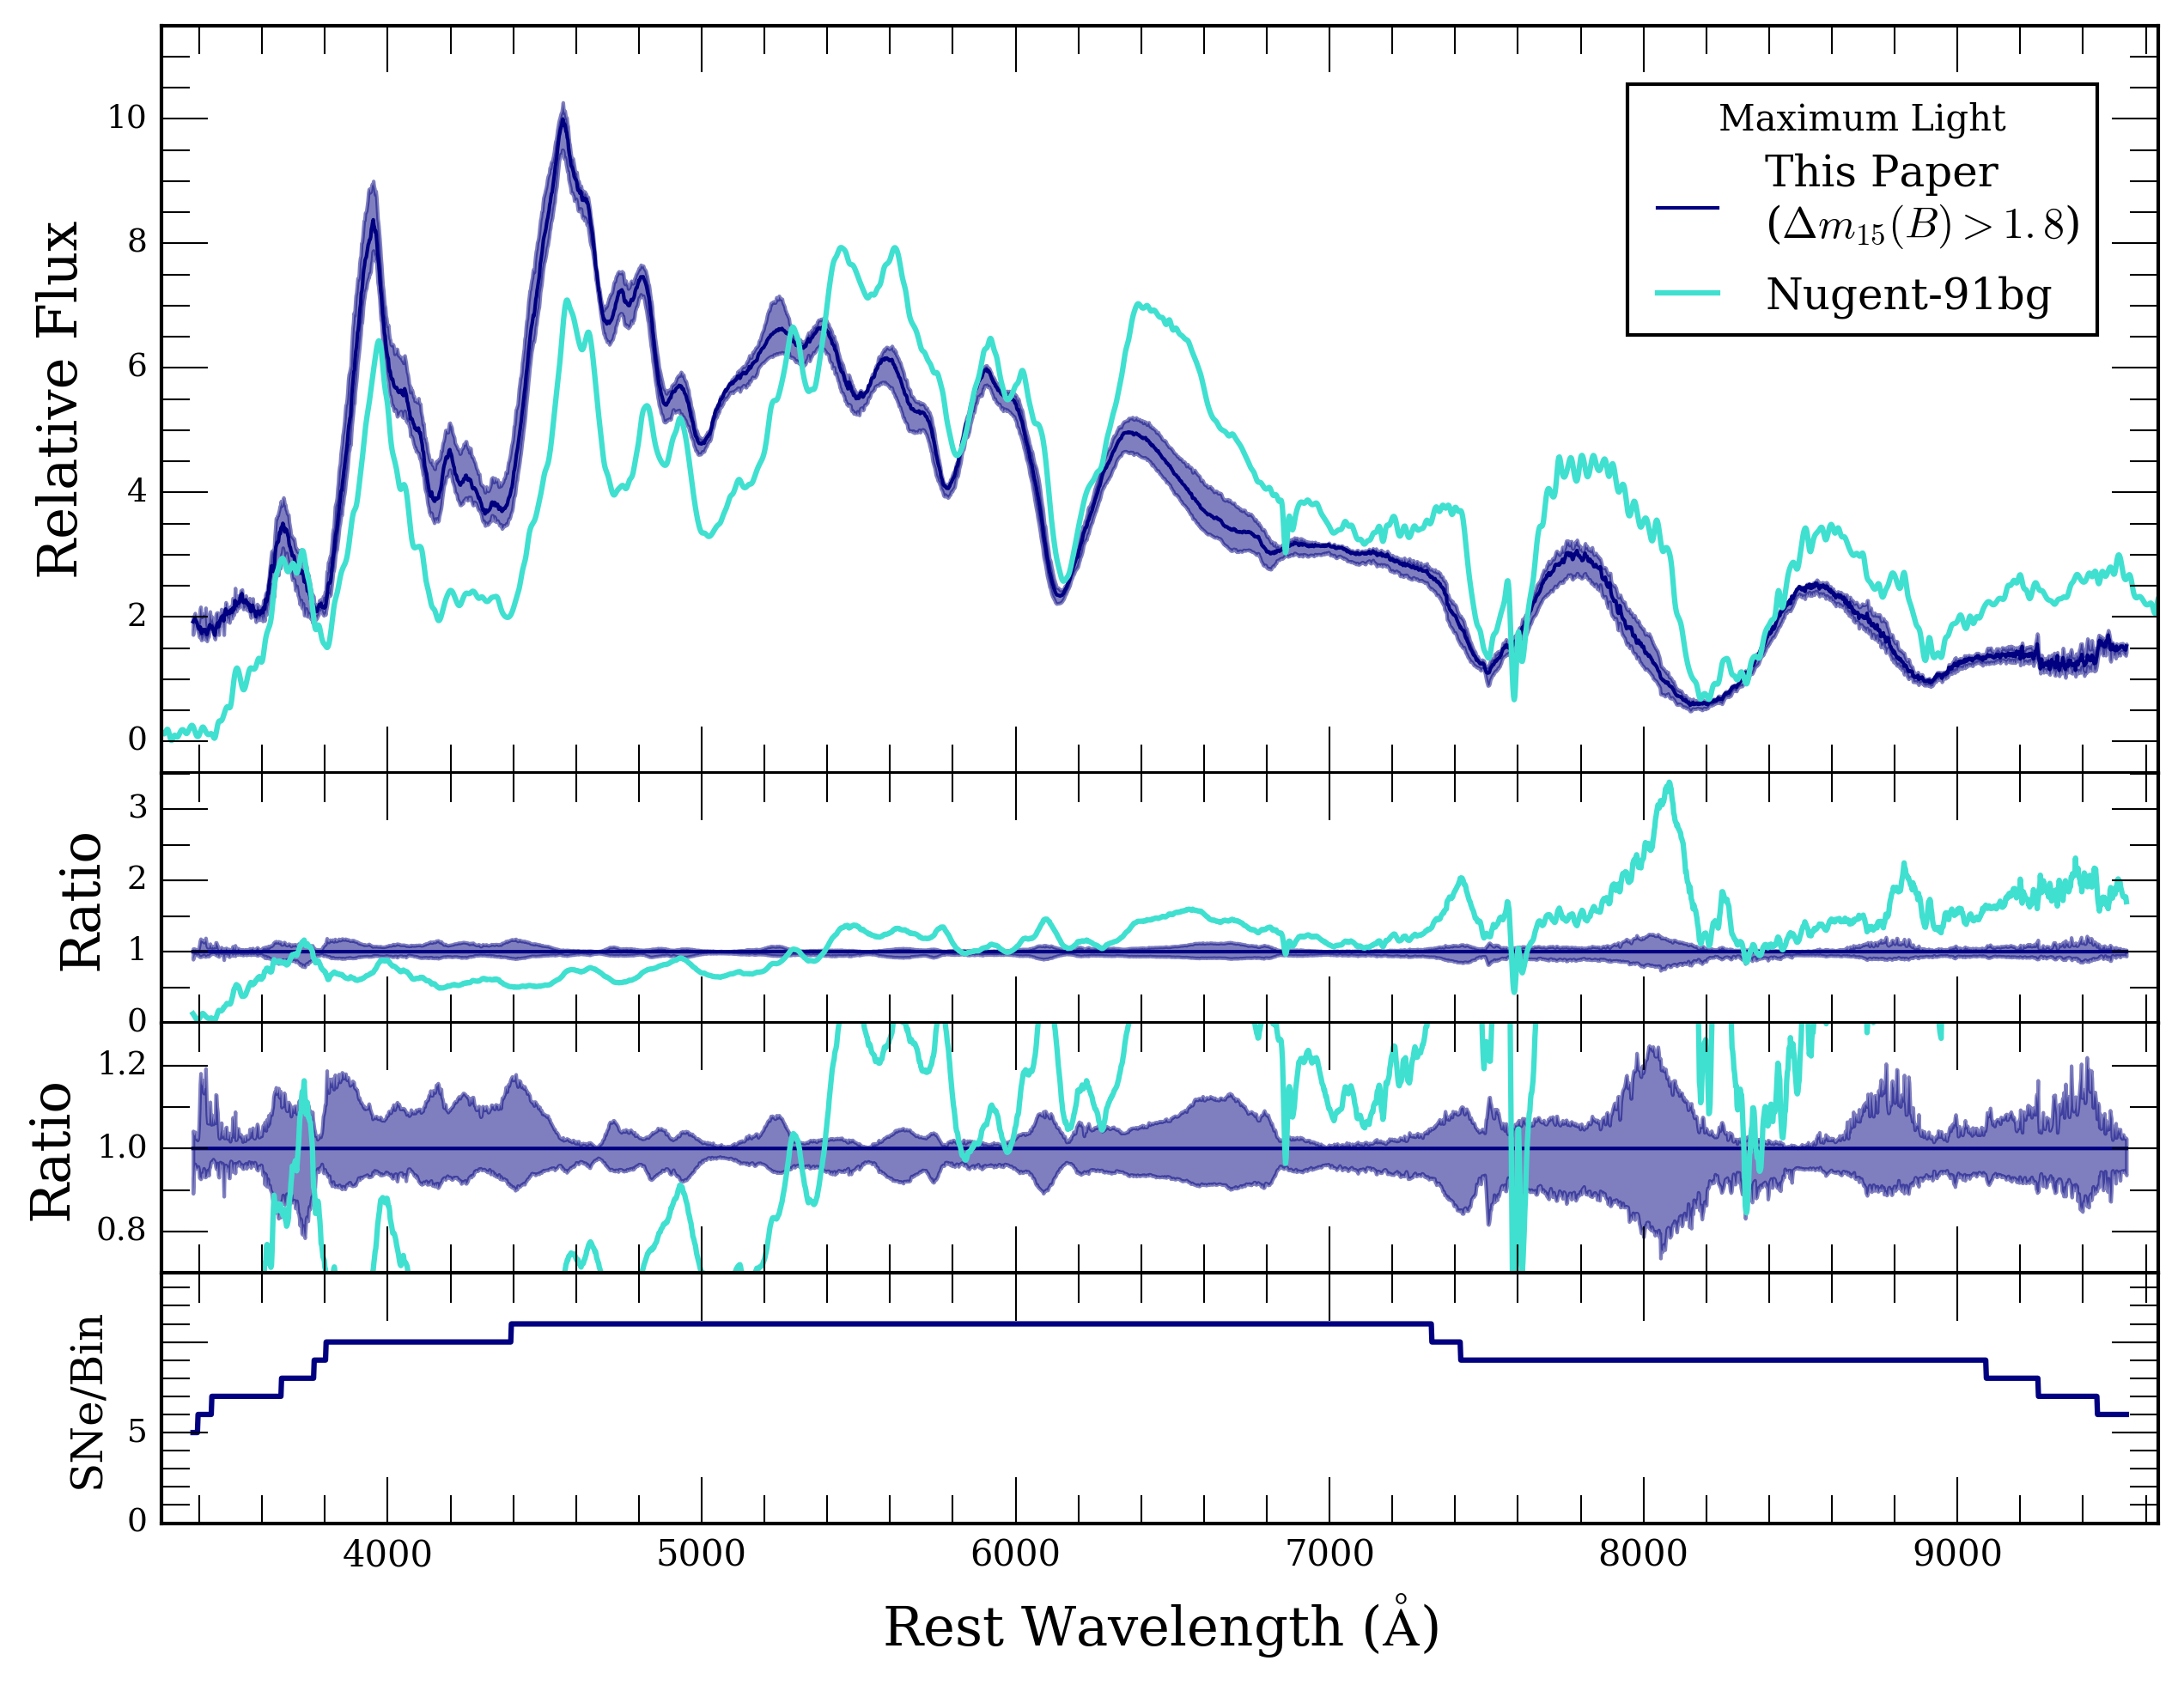 Relative Flux
10
8
6
4
2
0
Maximum Light
This Paper
(Δm₁₅(B) > 1.8)
Nugent-91bg
Ratio
3
2
1
0
Ratio
1.2
1.0
0.8
SNe/Bin
5
0
4000 5000 6000 7000 8000 9000
Rest Wavelength (Å)